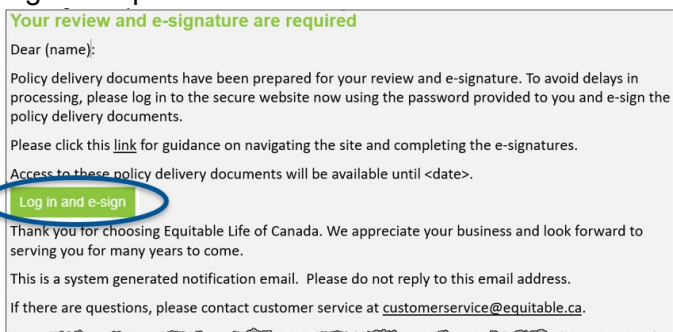 Your review and e-signature are required
Dear (name):
Policy delivery documents have been prepared for your review and e-signature. To avoid delays in
processing, please log in to the secure website now using the password provided to you and e-sign the
policy delivery documents.
Please click this link for guidance on navigating the site and completing the e-signatures.
Access to these policy delivery documents will be available until <date>.
Log in and e-sign
Thank you for choosing Equitable Life of Canada. We appreciate your business and look forward to
serving you for many years to come.
This is a system generated notification email.  Please do not reply to this email address.
If there are questions, please contact customer service at customerservice@equitable.ca.